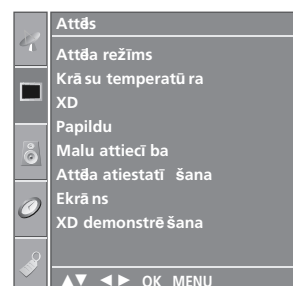 Attēls
Attēla režīms
Krāsu temperatūra
XD
Papildu
Malu attiecība
Attēla atiestatīšana
Ekrāns
XD demonstrēšana
▲▼ ◄► OK MENU